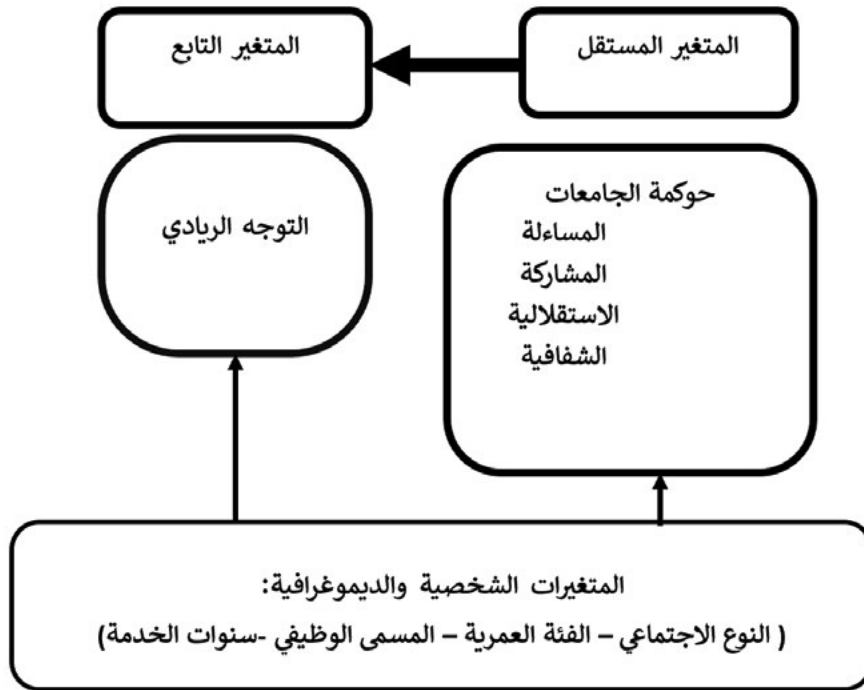 المتغير المستقل
المتغير التابع
حوكمة الجامعات
المساءلة
المشاركة
الاستقلالية
الشفافية
التوجه الريادي
المتغيرات الشخصية والديموغرافية:
( النوع الاجتماعي – الفئة العمرية – المسمى الوظيفي -سنوات الخدمة)